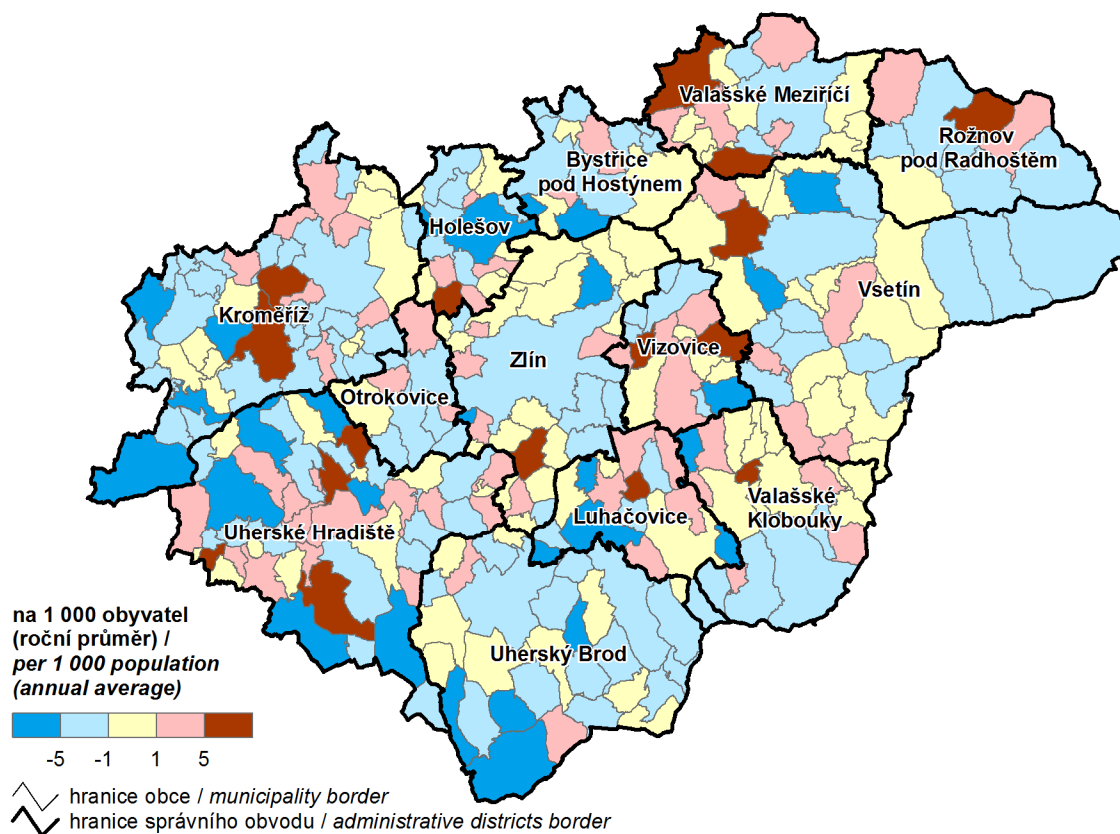 Valašské Meziříčí
Rožnov
pod Radhoštěm
Bystřice
pod Hostýnem
Holešov
Vsetín
Kroměříž
Vizovice
Zlín
Otrokovice
Valašské
Klobouky
Luhačovice
Uherské Hradiště
Uherský Brod
na 1 000 obyvatel
(roční průměr) /
per 1 000 population
(annual average)
-5 -1 1 5
hranice obce / municipality border
hranice správního obvodu / administrative districts border